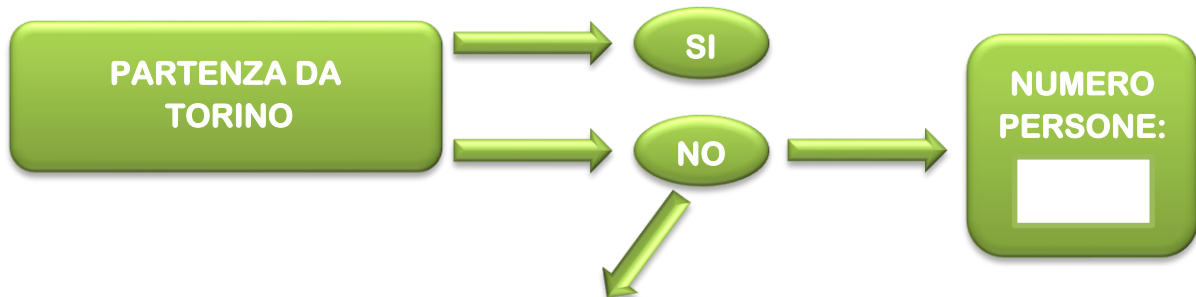 PARTENZA DA
TORINO
SI
NO
NUMERO
PERSONE: